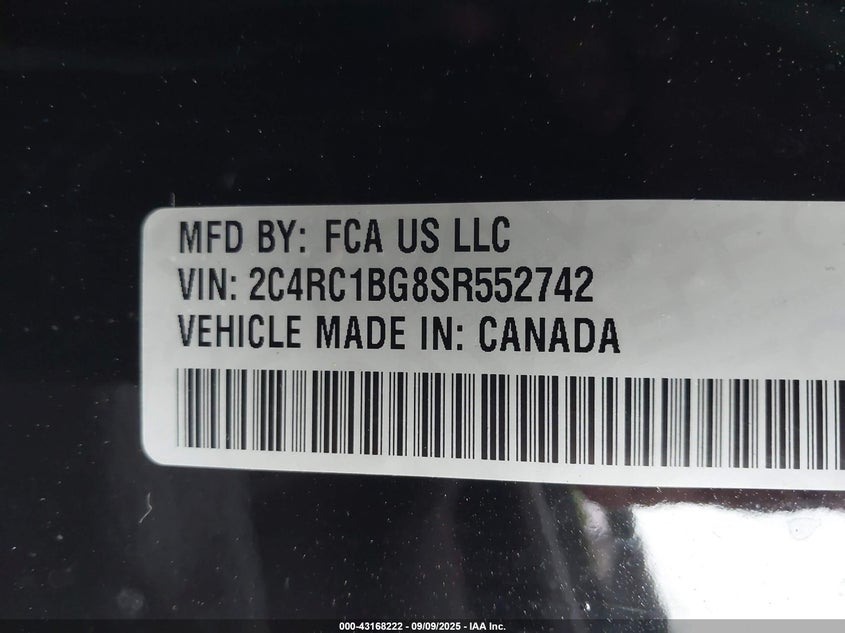 MFD BY: FCA US LLC
VIN: 2C4RC1BG8SR552742
VEHICLE MADE IN: CANADA
000-43168222 - 09/09/2025 - IAA Inc.